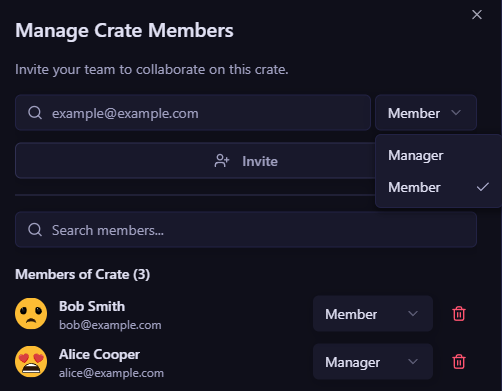 Manage Crate Members
Invite your team to collaborate on this crate.
example@example.com
Member
Invite
Manager
Member
Search members...
Members of Crate (3)
Bob Smith
bob@example.com
Member
Alice Cooper
alice@example.com
Manager